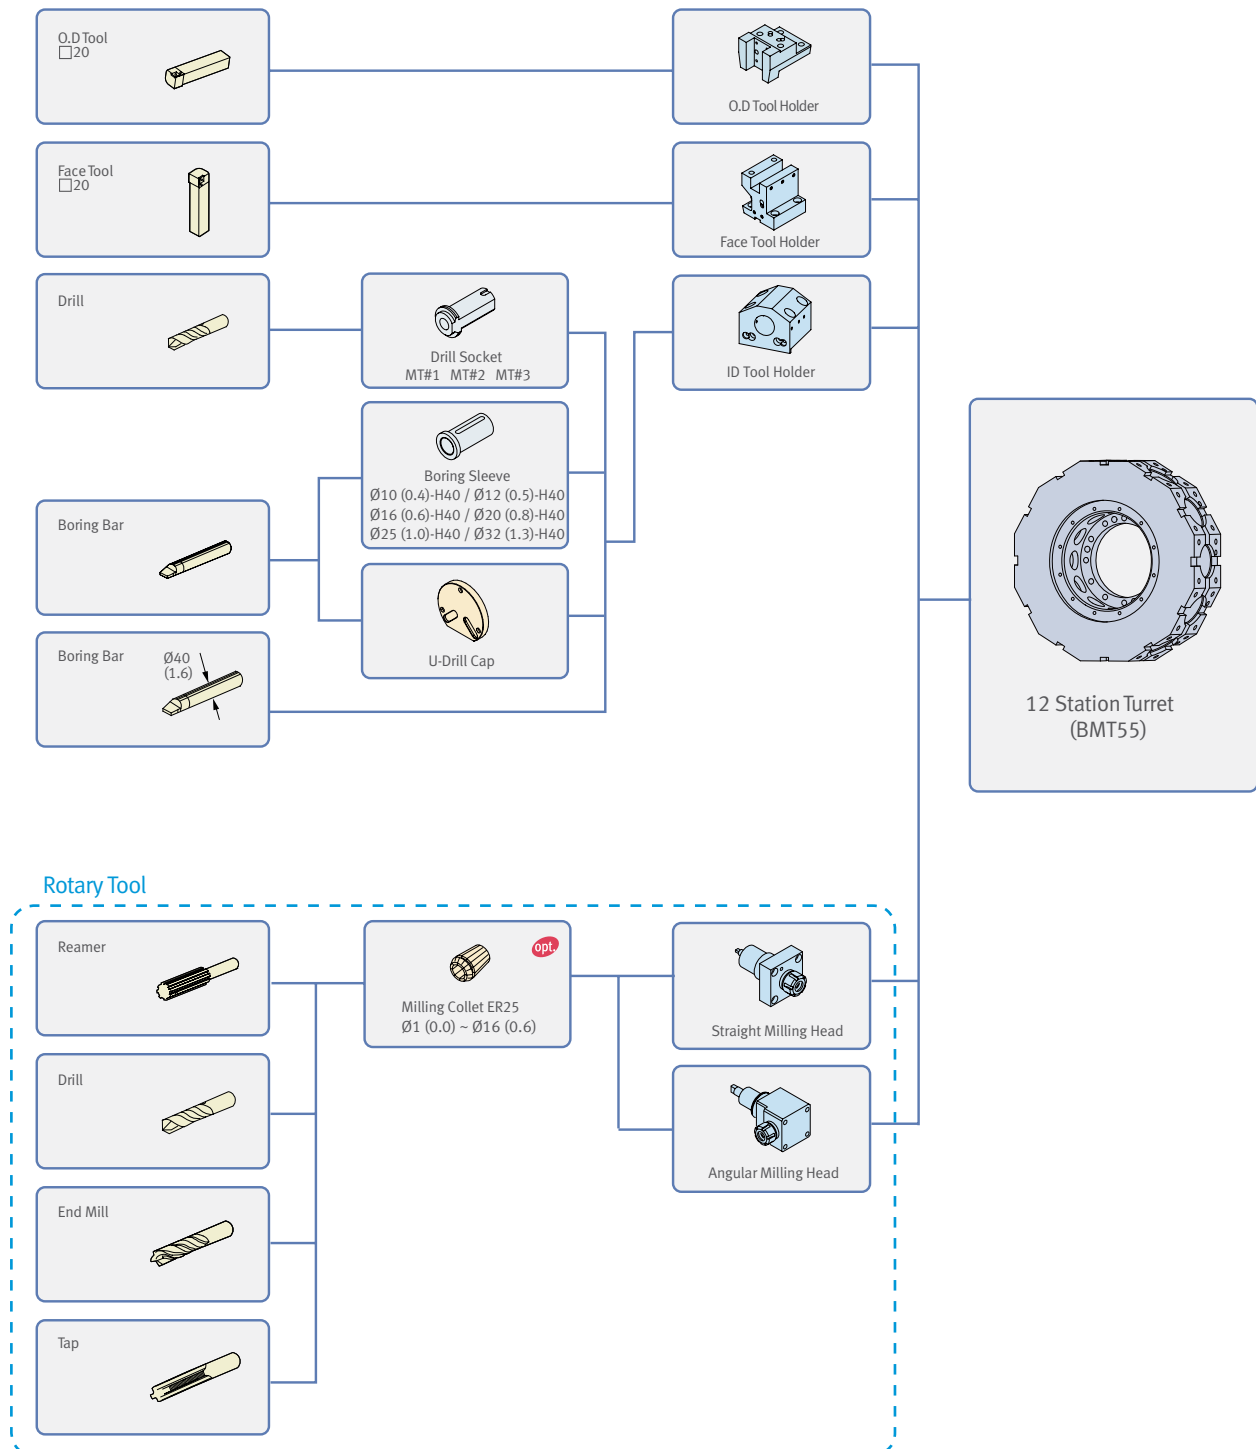 O.D Tool
□20
O.D Tool Holder
Face Tool
□20
Face Tool Holder
Drill
Drill Socket
MT#1 MT#2 MT#3
ID Tool Holder
Boring Sleeve
Ø10 (0.4)-H40 / Ø12 (0.5)-H40
Ø16 (0.6)-H40 / Ø20 (0.8)-H40
Ø25 (1.0)-H40 / Ø32 (1.3)-H40
Boring Bar
U-Drill Cap
Boring Bar
Ø40
(1.6)
12 Station Turret
(BMT55)
Rotary Tool
Reamer
opt.
Milling Collet ER25
Ø1 (0.0) ~ Ø16 (0.6)
Straight Milling Head
Drill
Angular Milling Head
End Mill
Tap